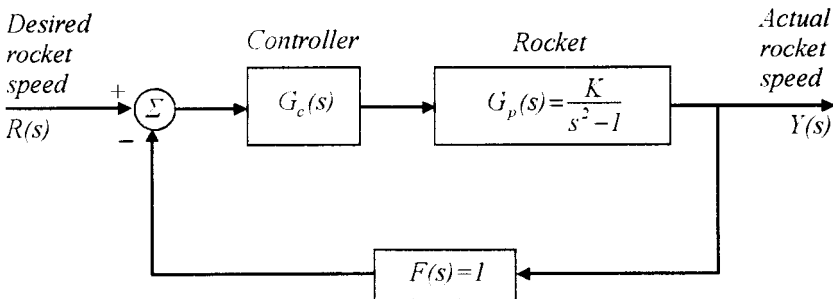 Desired
rocket
speed
+
R(s)
Σ
−
Controller
G_c(s)
Rocket
G_p(s)=K/(s^2−1)
Actual
rocket
speed
Y(s)
F(s)=1